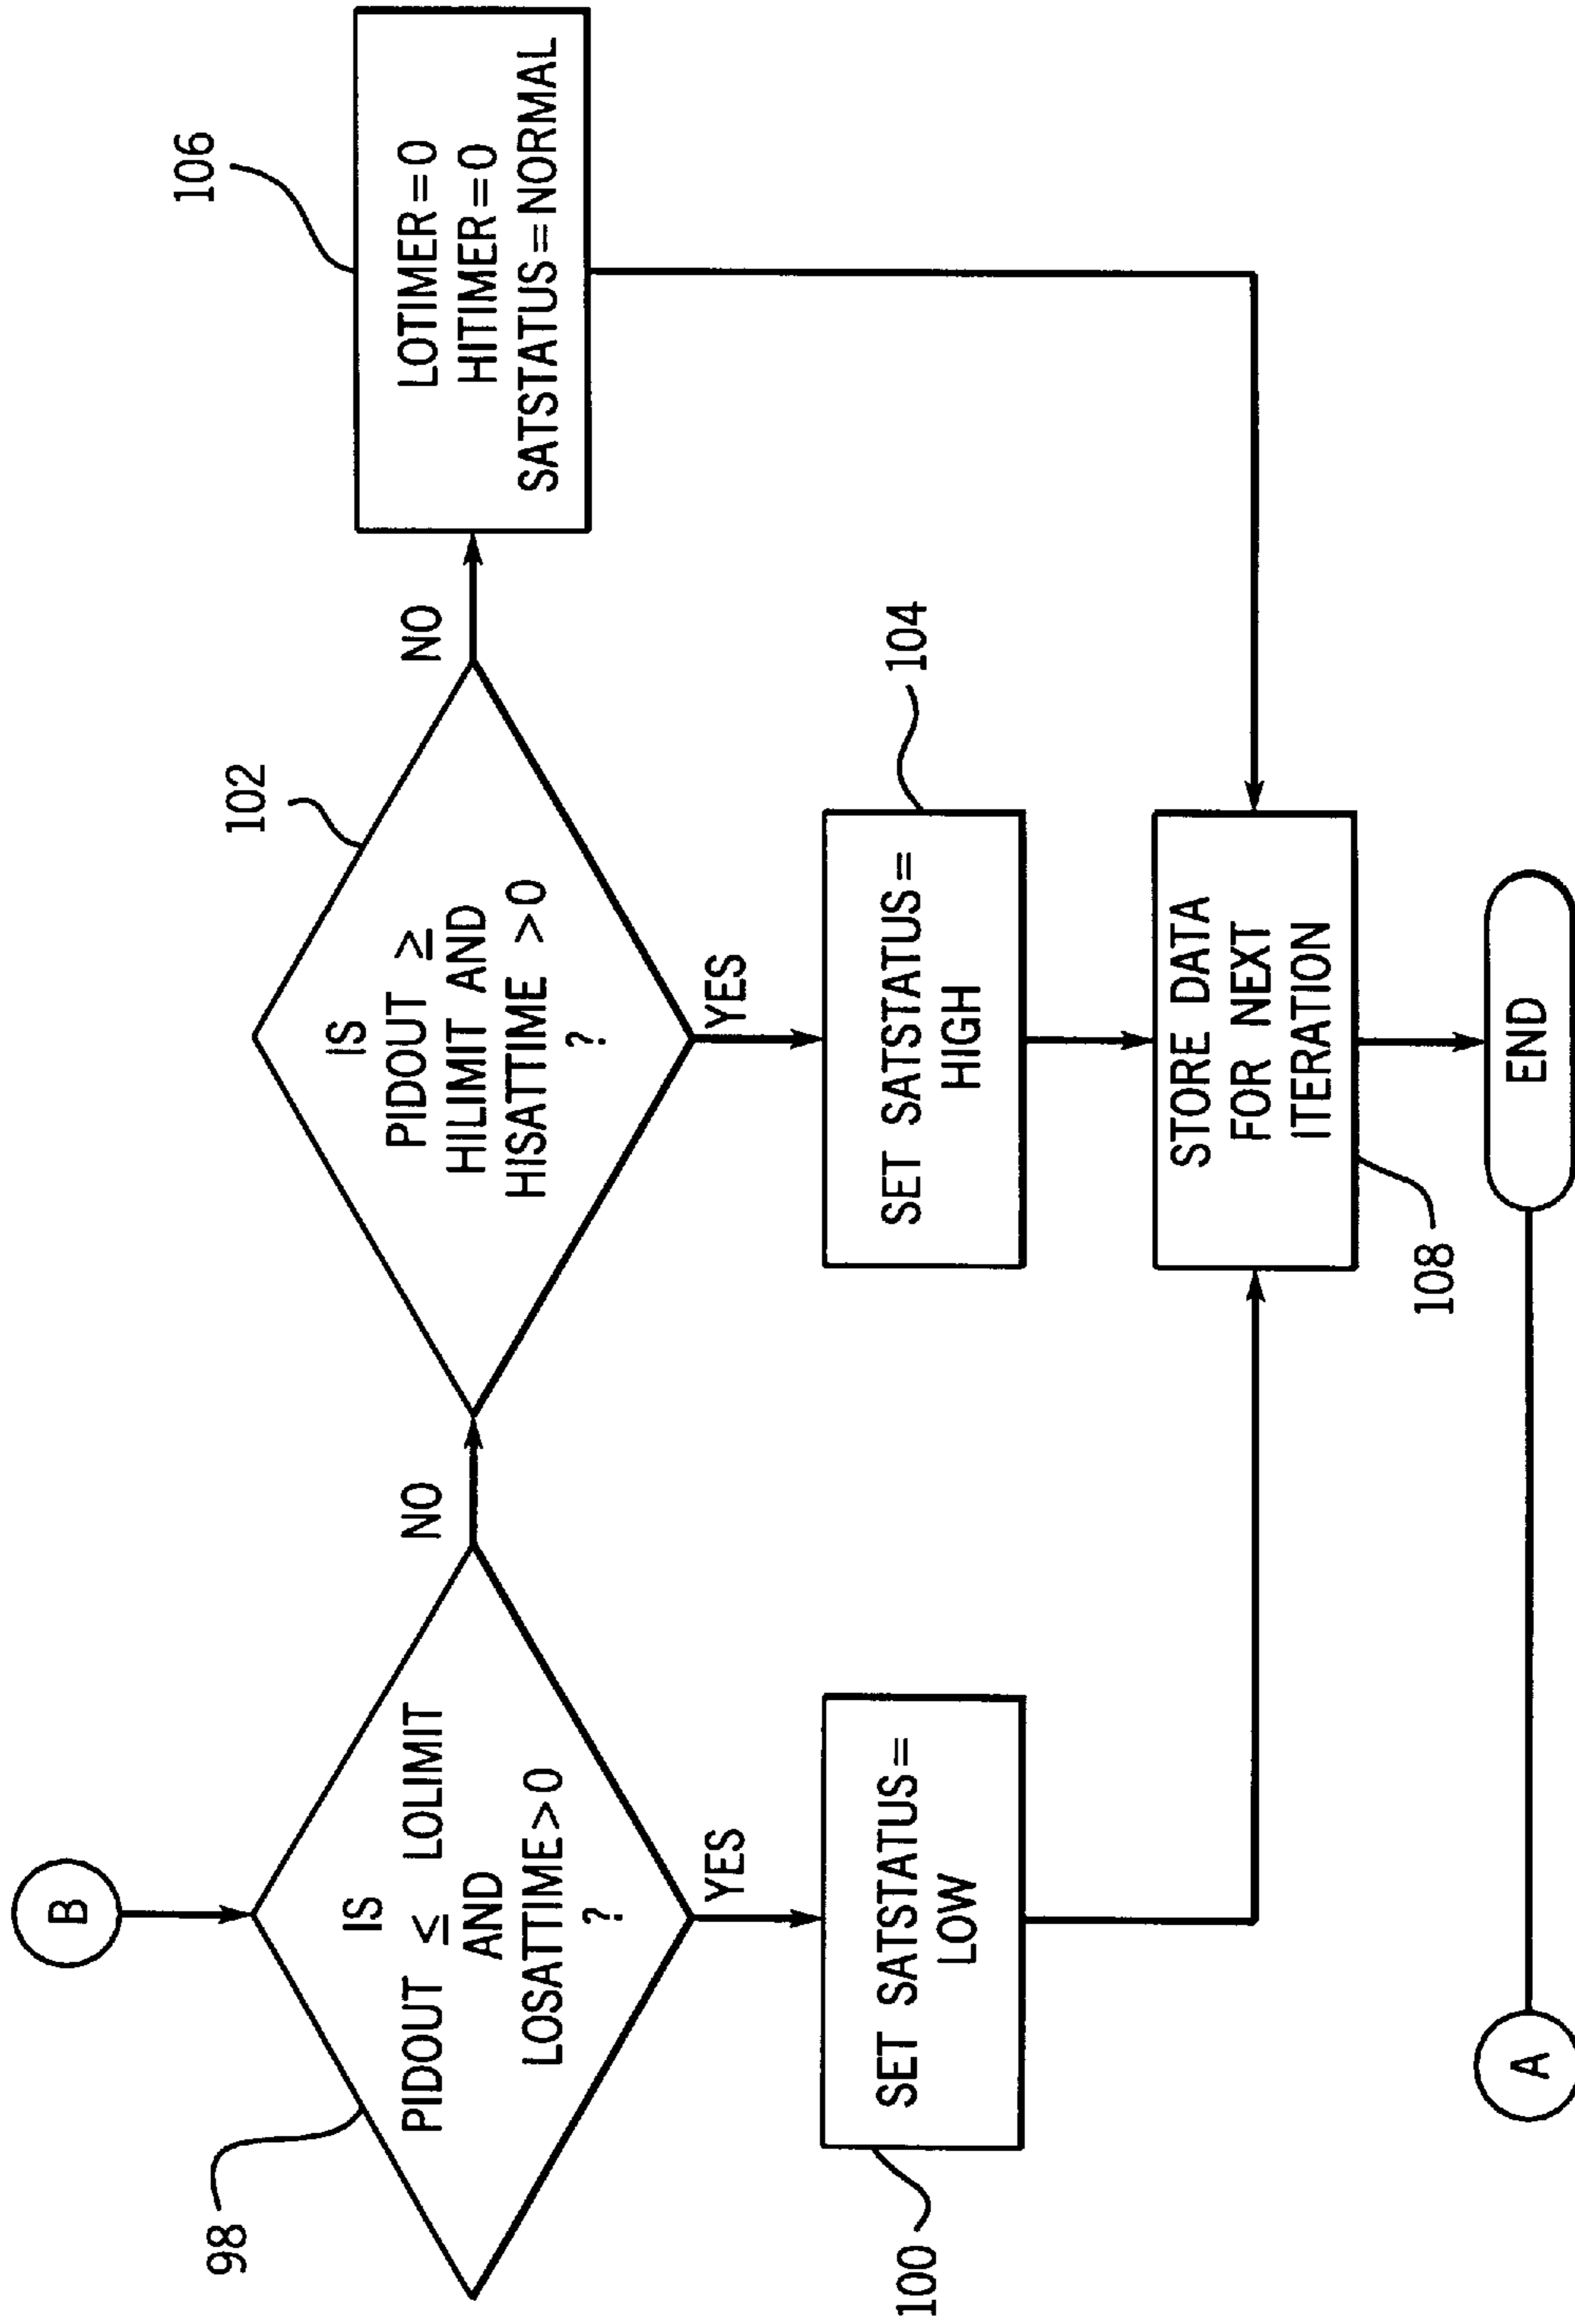 B
98
IS
PIDOUT ≤ LOLIMIT
AND
LOSATTIME>0
?
NO
YES
102
IS
PIDOUT ≥
HILIMIT AND
HISATTIME >0
?
NO
YES
106
LOTIMER=0
HITIMER=0
SATSTATUS=NORMAL
100
SET SATSTATUS=
LOW
104
SET SATSTATUS=
HIGH
108
STORE DATA
FOR NEXT
ITERATION
A
END